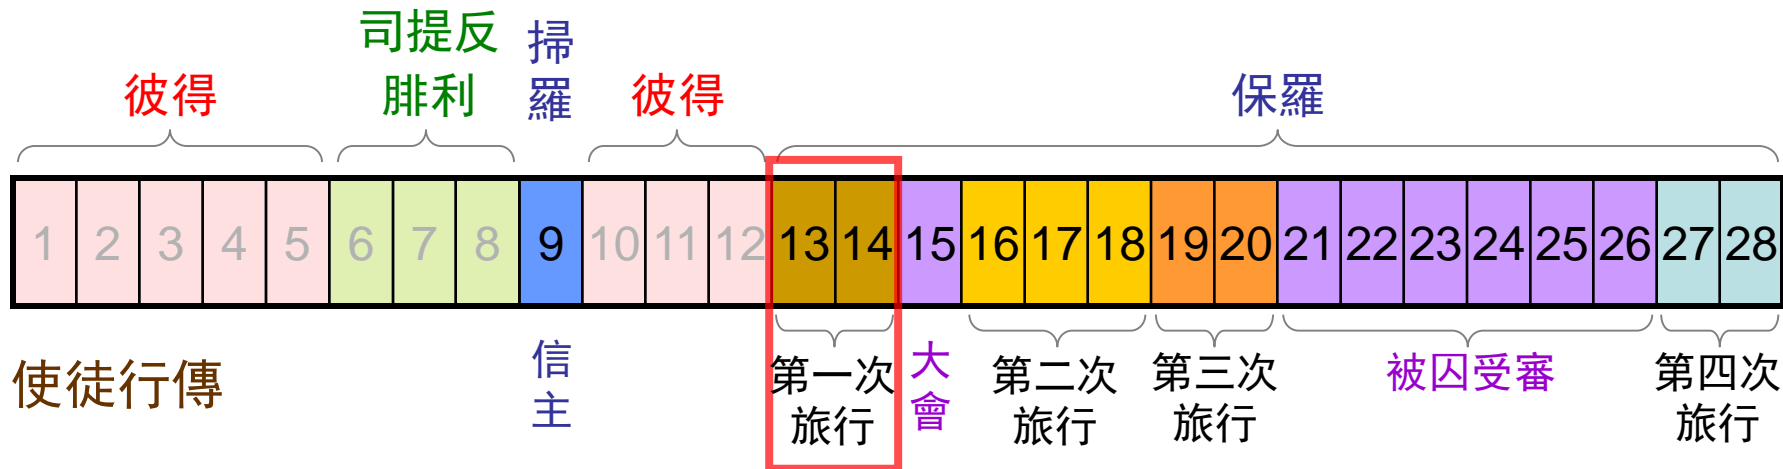 司提反
腓利
掃
羅
彼得
彼得
保羅
1 2 3 4 5 6 7 8 9 10 11 12 13 14 15 16 17 18 19 20 21 22 23 24 25 26 27 28
使徒行傳
信
主
第一次
旅行
大
會
第二次
旅行
第三次
旅行
被囚受審
第四次
旅行